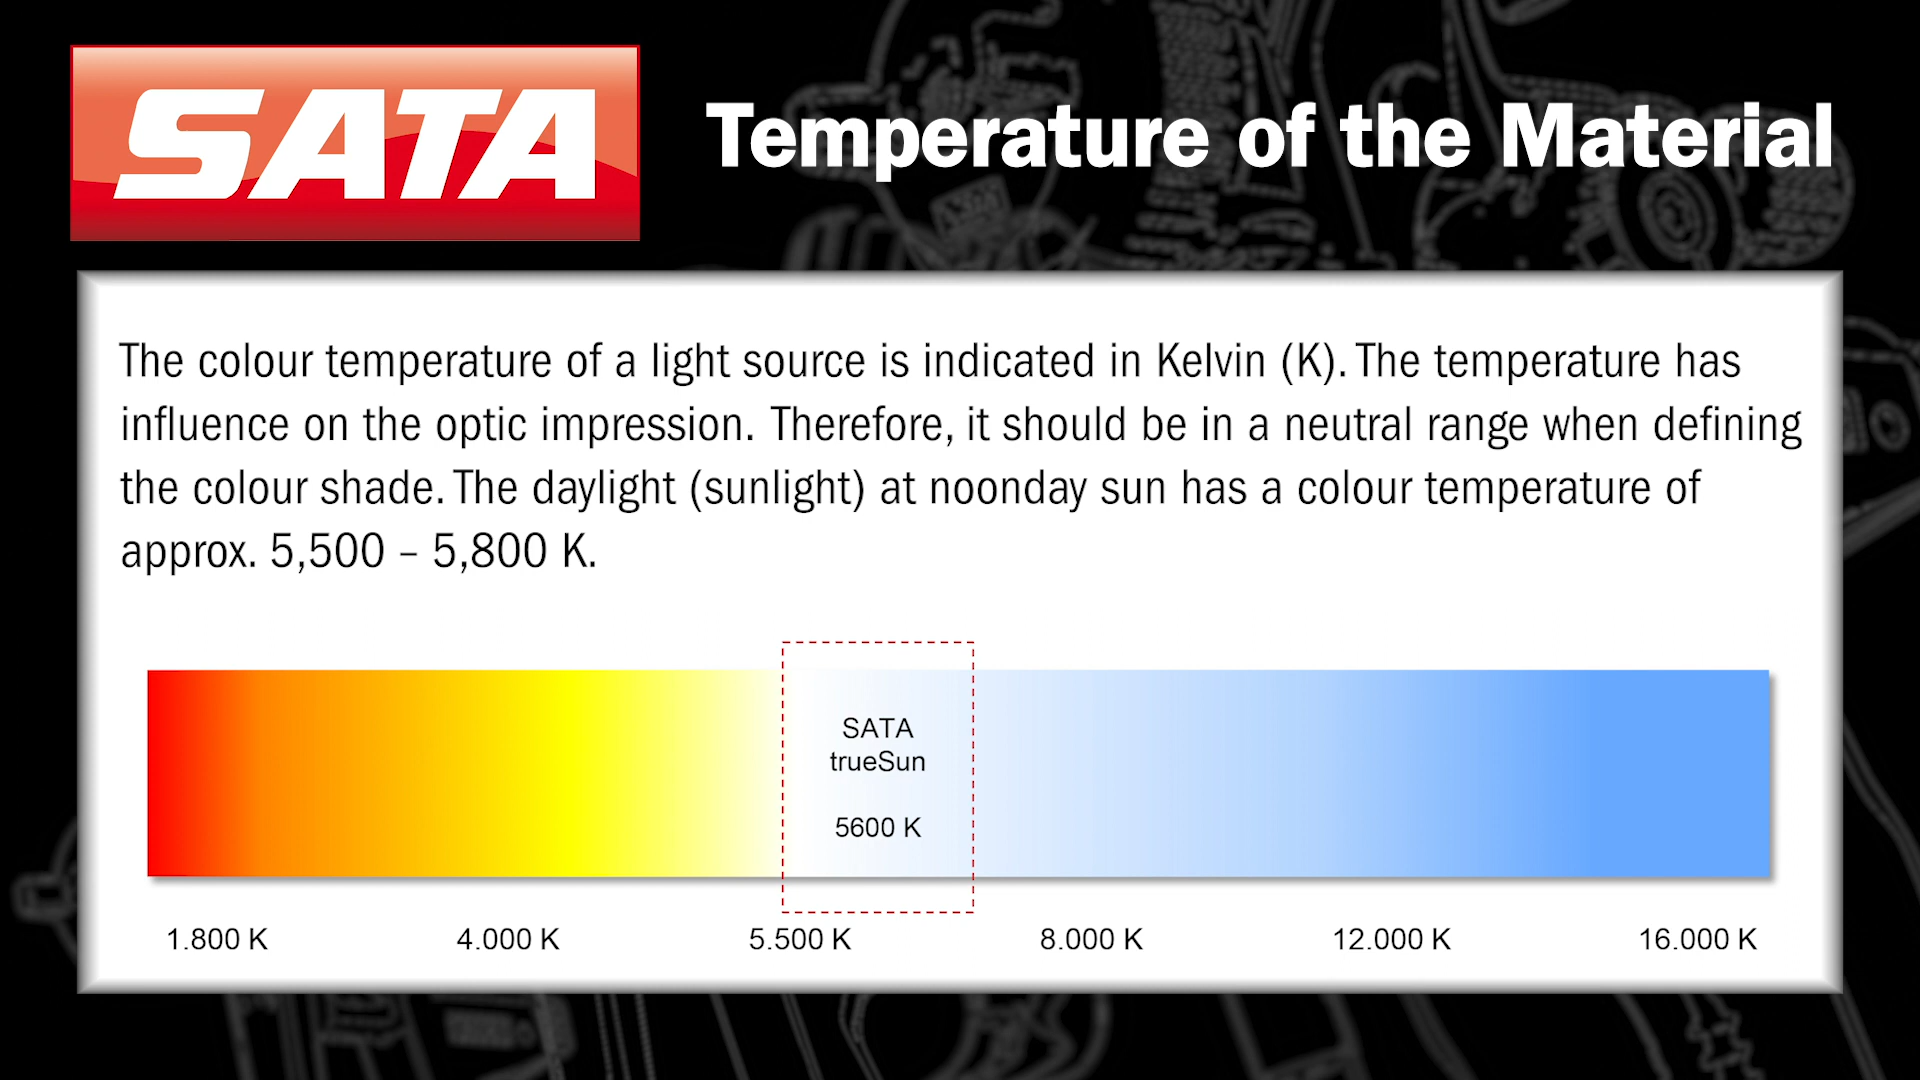 SATA
Temperature of the Material
The colour temperature of a light source is indicated in Kelvin (K). The temperature has
influence on the optic impression. Therefore, it should be in a neutral range when defining
the colour shade. The daylight (sunlight) at noonday sun has a colour temperature of
approx. 5,500 – 5,800 K.
SATA
trueSun
5600 K
1.800 K 4.000 K 5.500 K 8.000 K 12.000 K 16.000 K